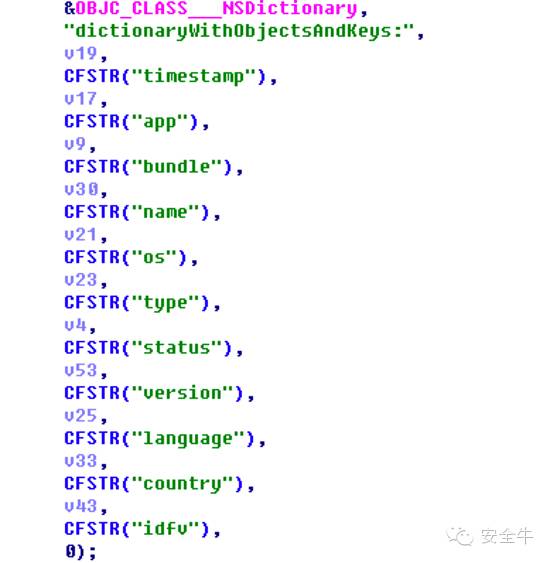 &OBJC_CLASS___NSDictionary,
"dictionaryWithObjectsAndKeys:",
v19,
CFSTR("timestamp"),
v17,
CFSTR("app"),
v9,
CFSTR("bundle"),
v30,
CFSTR("name"),
v21,
CFSTR("os"),
v23,
CFSTR("type"),
v4,
CFSTR("status"),
v53,
CFSTR("version"),
v25,
CFSTR("language"),
v33,
CFSTR("country"),
v43,
CFSTR("idfv"),
0);
安全牛